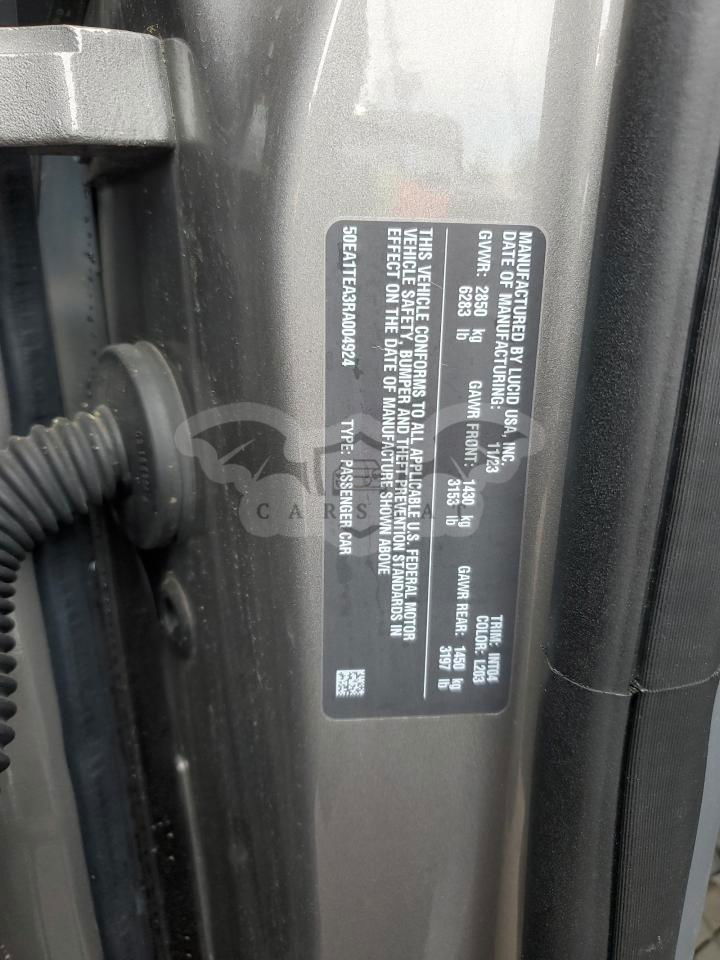 MANUFACTURED BY LUCID USA, INC.
DATE OF MANUFACTURING: 11/23 TRIM: INT04
COLOR: L203
GVWR: 2850 kg GAWR FRONT: 1430 kg GAWR REAR: 1450 kg
6283 lb 3153 lb 3197 lb
THIS VEHICLE CONFORMS TO ALL APPLICABLE U.S. FEDERAL MOTOR
VEHICLE SAFETY, BUMPER AND THEFT PREVENTION STANDARDS IN
EFFECT ON THE DATE OF MANUFACTURE SHOWN ABOVE
50EA1TEA3RA004924 TYPE: PASSENGER CAR